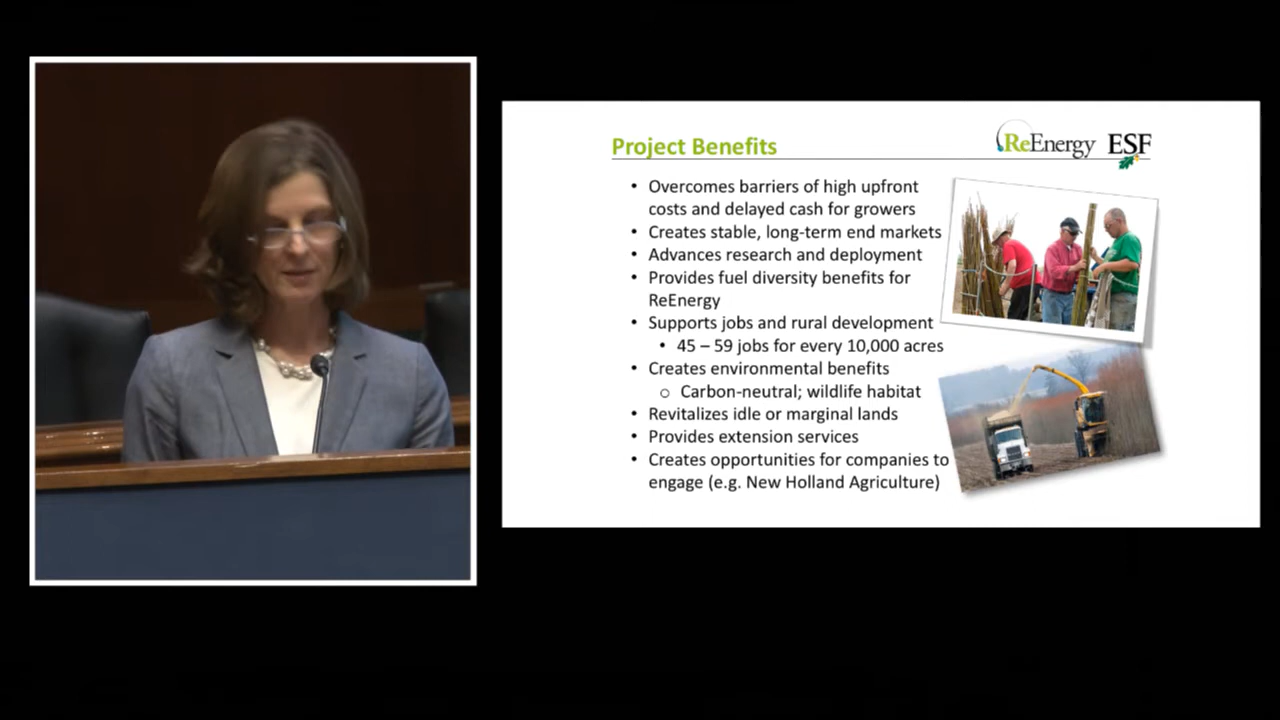 Project Benefits
ReEnergy ESF
• Overcomes barriers of high upfront
costs and delayed cash for growers
• Creates stable, long-term end markets
• Advances research and deployment
• Provides fuel diversity benefits for
ReEnergy
• Supports jobs and rural development
• 45 – 59 jobs for every 10,000 acres
• Creates environmental benefits
o Carbon-neutral; wildlife habitat
• Revitalizes idle or marginal lands
• Provides extension services
• Creates opportunities for companies to
engage (e.g. New Holland Agriculture)